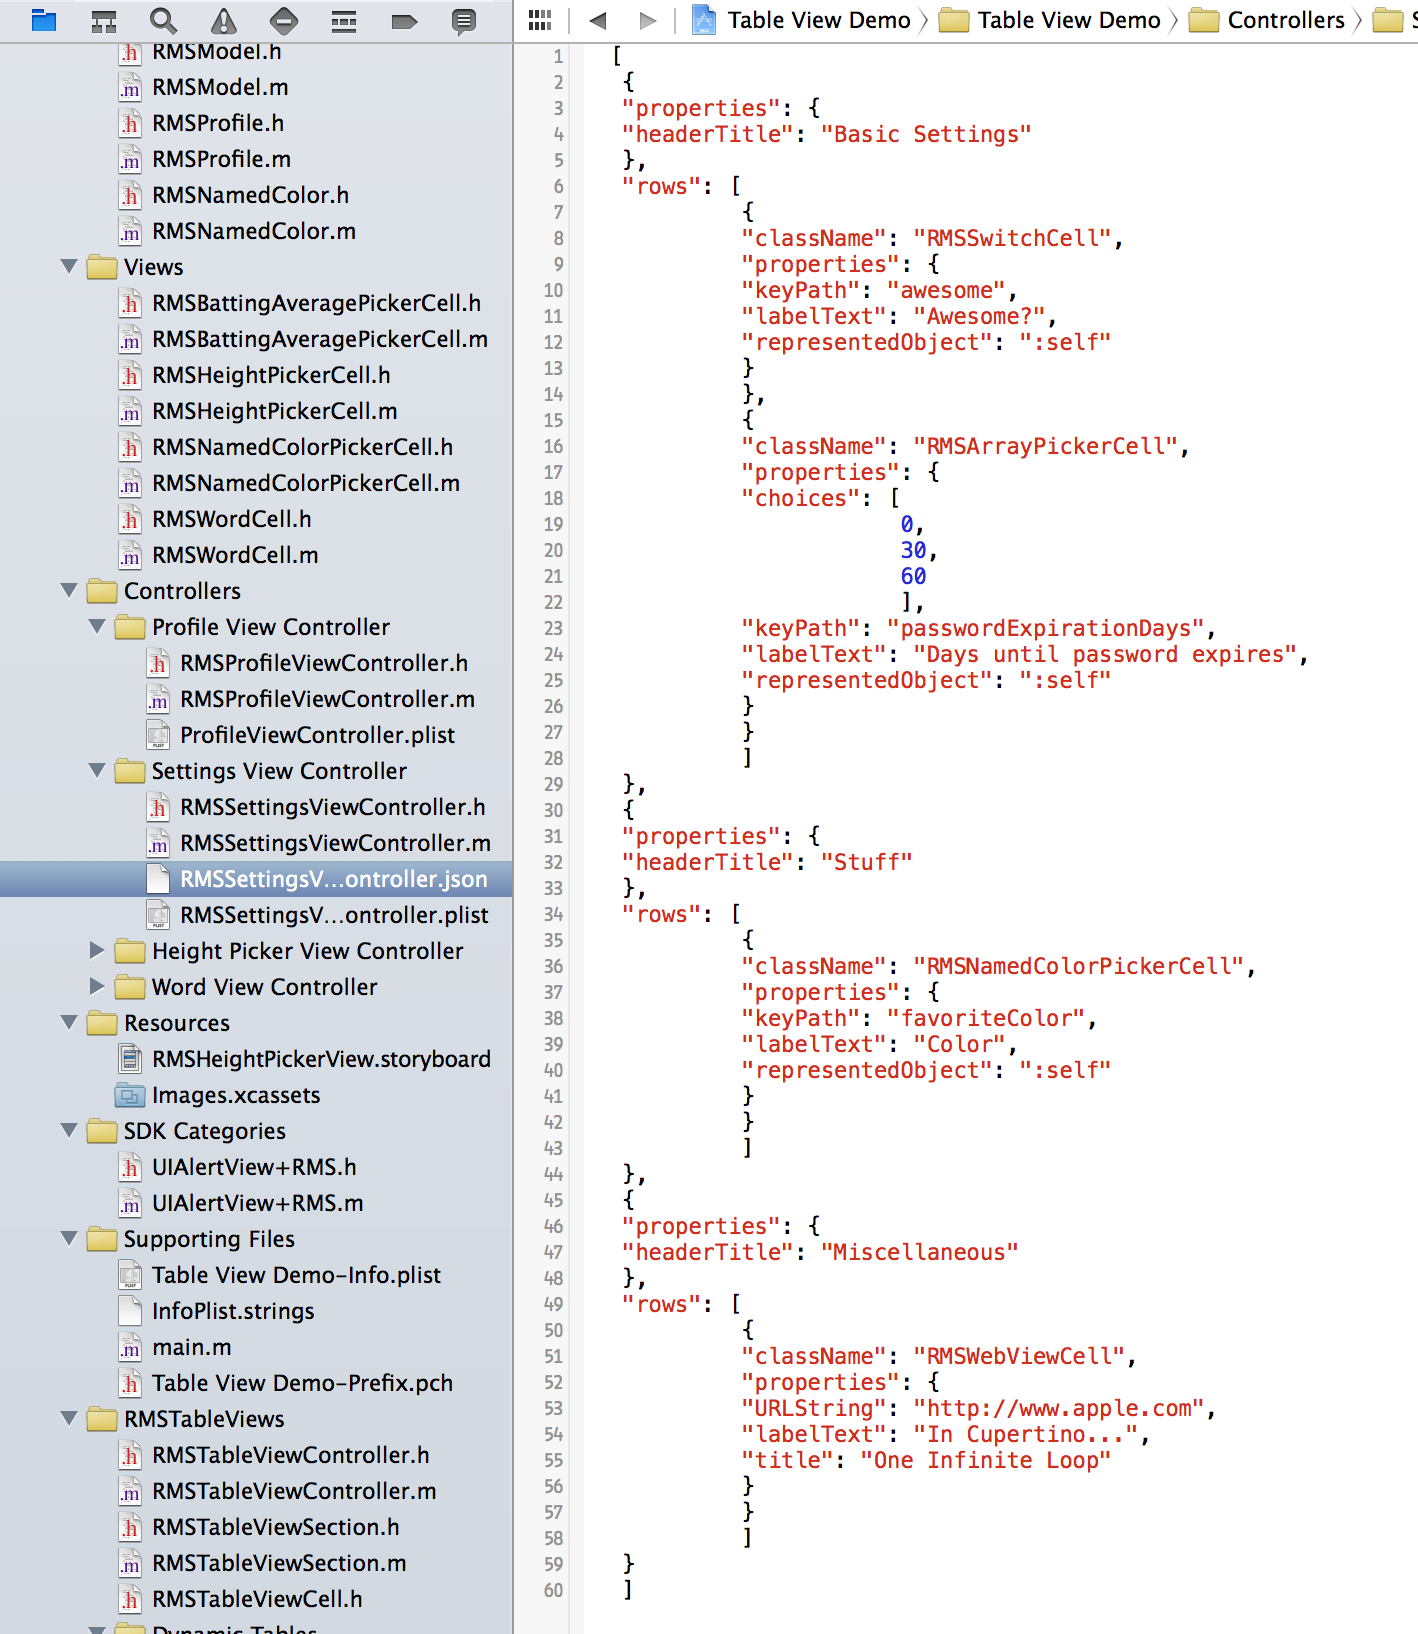 Table View Demo
Table View Demo
Controllers
S
RMSModel.h
RMSModel.m
RMSProfile.h
RMSProfile.m
RMSNamedColor.h
RMSNamedColor.m
Views
RMSBattingAveragePickerCell.h
RMSBattingAveragePickerCell.m
RMSHeightPickerCell.h
RMSHeightPickerCell.m
RMSNamedColorPickerCell.h
RMSNamedColorPickerCell.m
RMSWordCell.h
RMSWordCell.m
Controllers
Profile View Controller
RMSProfileViewController.h
RMSProfileViewController.m
ProfileViewController.plist
Settings View Controller
RMSSettingsViewController.h
RMSSettingsViewController.m
RMSSettingsV...ontroller.json
RMSSettingsV...ontroller.plist
Height Picker View Controller
Word View Controller
Resources
RMSHeightPickerView.storyboard
Images.xcassets
SDK Categories
UIAlertView+RMS.h
UIAlertView+RMS.m
Supporting Files
Table View Demo-Info.plist
InfoPlist.strings
main.m
Table View Demo-Prefix.pch
RMSTableViews
RMSTableViewController.h
RMSTableViewController.m
RMSTableViewSection.h
RMSTableViewSection.m
RMSTableViewCell.h
Dynamic Tables
1 [
2 {
3 "properties": {
4 "headerTitle": "Basic Settings"
5 },
6 "rows": [
7 {
8 "className": "RMSSwitchCell",
9 "properties": {
10 "keyPath": "awesome",
11 "labelText": "Awesome?",
12 "representedObject": ":self"
13 }
14 },
15 {
16 "className": "RMSArrayPickerCell",
17 "properties": {
18 "choices": [
19 0,
20 30,
21 60
22 ],
23 "keyPath": "passwordExpirationDays",
24 "labelText": "Days until password expires",
25 "representedObject": ":self"
26 }
27 }
28 ]
29 },
30 {
31 "properties": {
32 "headerTitle": "Stuff"
33 },
34 "rows": [
35 {
36 "className": "RMSNamedColorPickerCell",
37 "properties": {
38 "keyPath": "favoriteColor",
39 "labelText": "Color",
40 "representedObject": ":self"
41 }
42 }
43 ]
44 },
45 {
46 "properties": {
47 "headerTitle": "Miscellaneous"
48 },
49 "rows": [
50 {
51 "className": "RMSWebViewCell",
52 "properties": {
53 "URLString": "http://www.apple.com",
54 "labelText": "In Cupertino...",
55 "title": "One Infinite Loop"
56 }
57 }
58 ]
59 }
60 ]